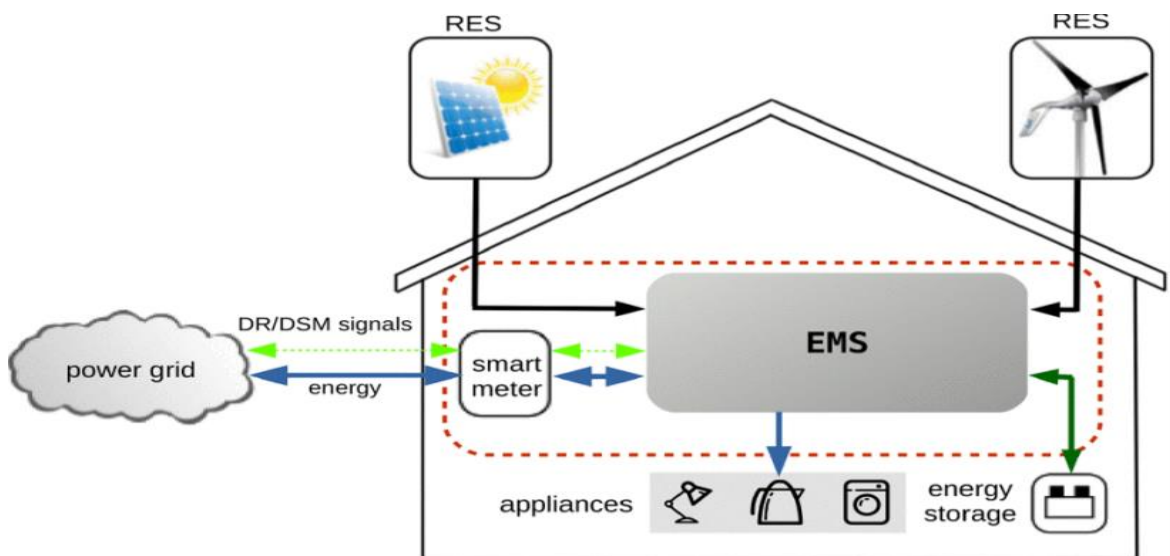 RES
RES
DR/DSM signals
power grid
energy
smart
meter
EMS
appliances
energy
storage